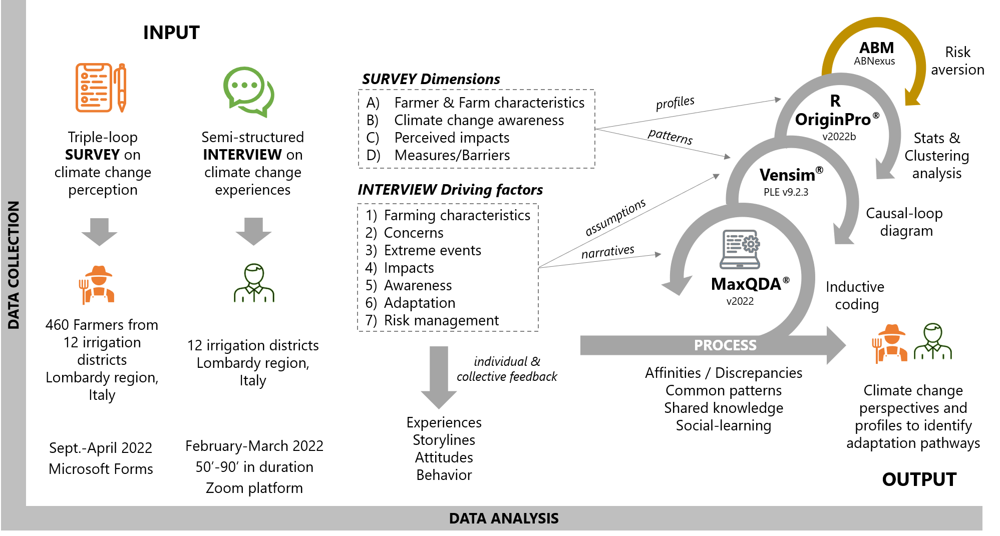 DATA COLLECTION
INPUT
Triple-loop
SURVEY on
climate change
perception
460 Farmers from
12 irrigation
districts
Lombardy region,
Italy
Sept.-April 2022
Microsoft Forms
Semi-structured
INTERVIEW on
climate change
experiences
12 irrigation districts
Lombardy region,
Italy
February-March 2022
50’-90’ in duration
Zoom platform
SURVEY Dimensions
A) Farmer & Farm characteristics
B) Climate change awareness
C) Perceived impacts
D) Measures/Barriers
INTERVIEW Driving factors
1) Farming characteristics
2) Concerns
3) Extreme events
4) Impacts
5) Awareness
6) Adaptation
7) Risk management
individual &
collective feedback
Experiences
Storylines
Attitudes
Behavior
profiles
patterns
assumptions
narratives
ABM
ABNexus
Risk
aversion
R
OriginPro®
v2022b
Stats &
Clustering
analysis
Vensim®
PLE v9.2.3
Causal-loop
diagram
MaxQDA®
v2022
Inductive
coding
PROCESS
Affinities / Discrepancies
Common patterns
Shared knowledge
Social-learning
Climate change
perspectives and
profiles to identify
adaptation pathways
OUTPUT
DATA ANALYSIS